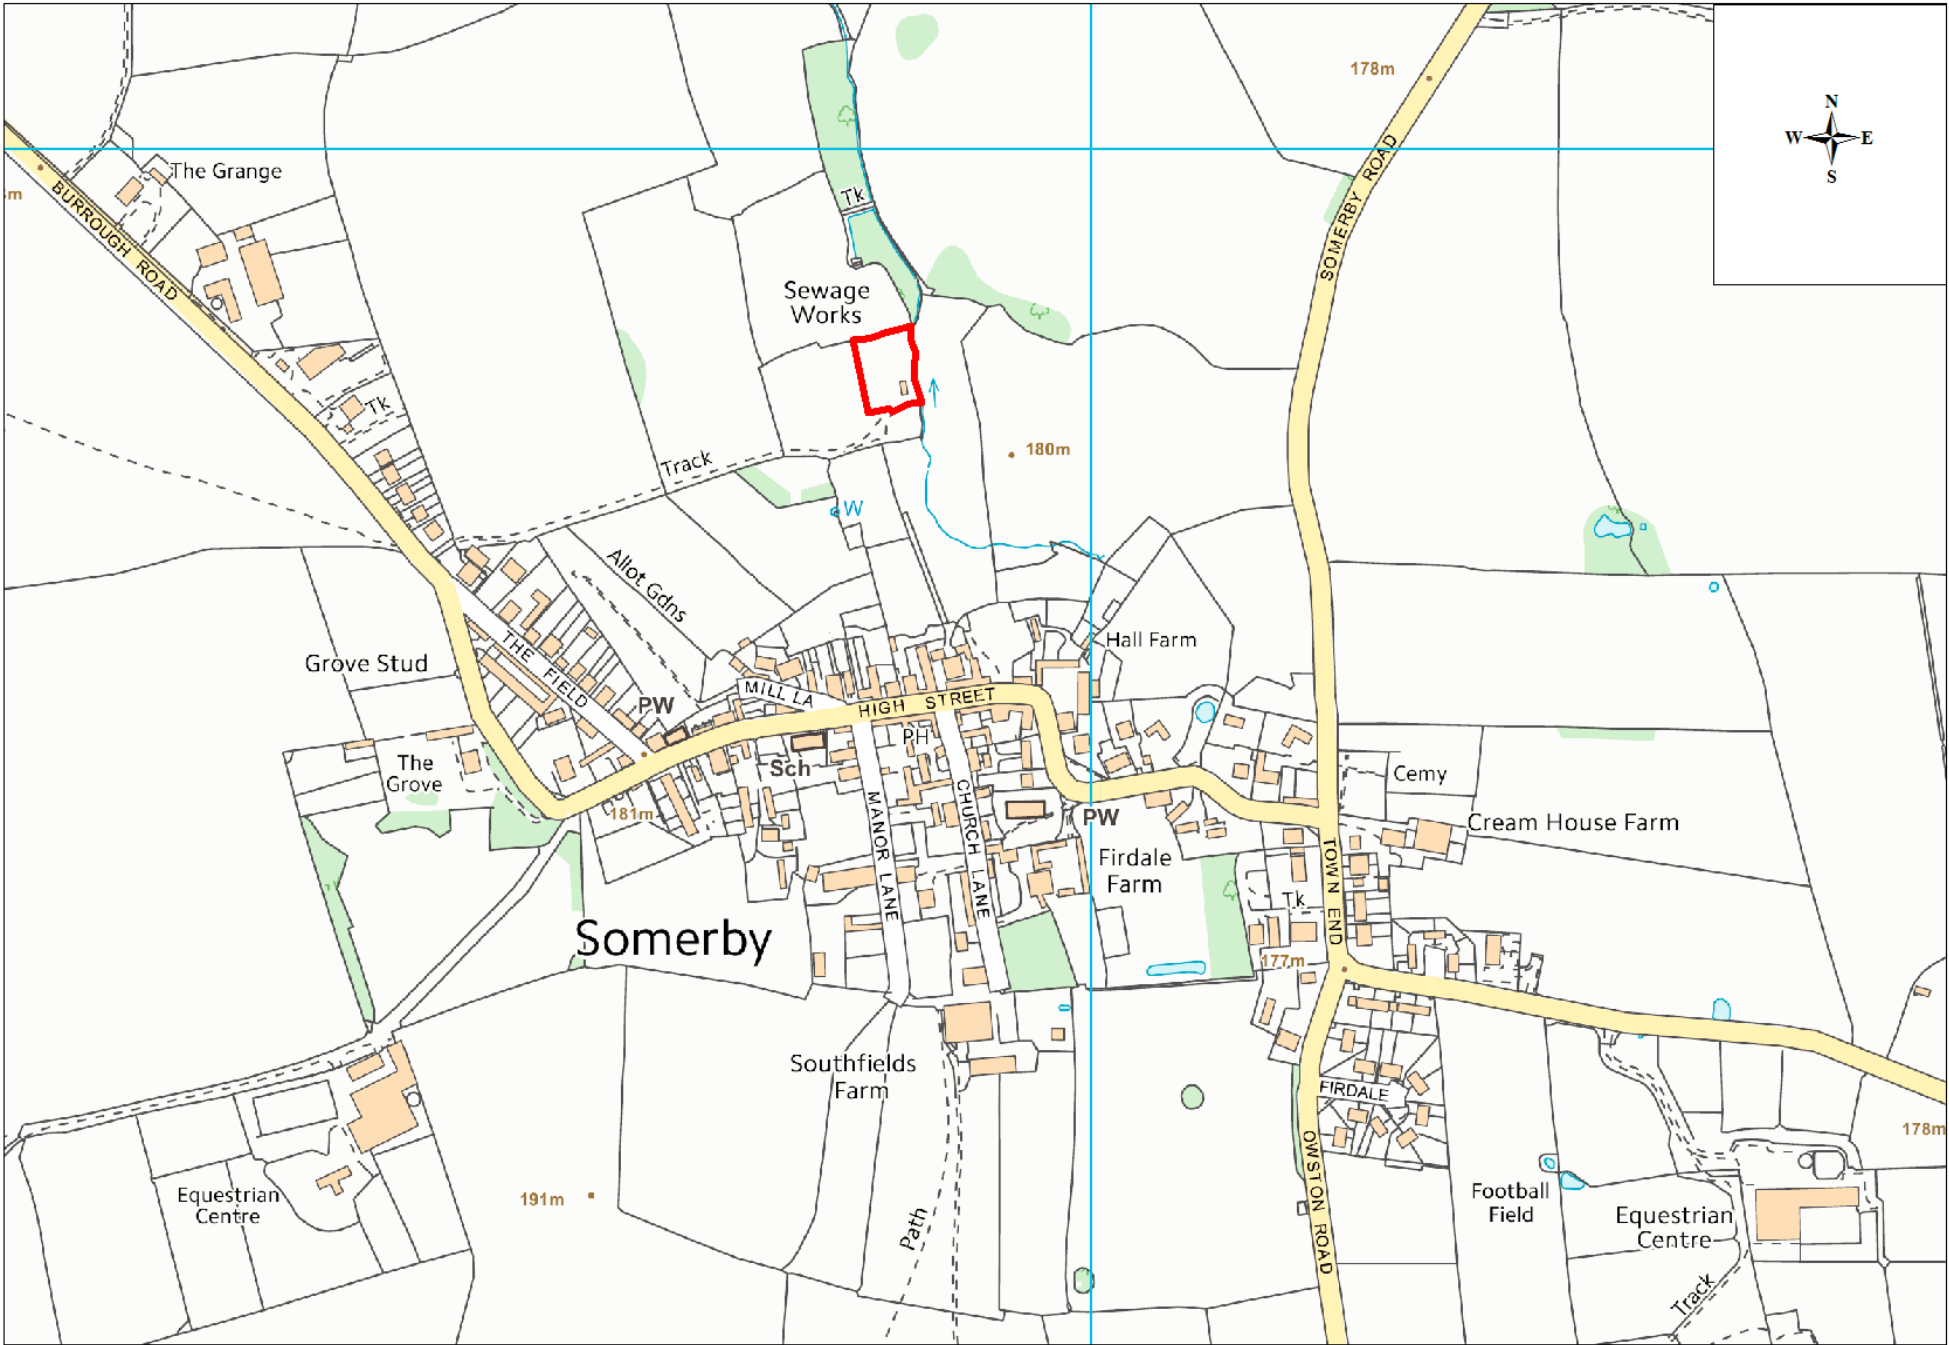 178m
N
W
E
S
The Grange
m
BURROUGH ROAD
Tk
SOMERBY ROAD
Sewage
Works
Tk
180m
Track
W
Allot Gdns
Hall Farm
Grove Stud
THE FIELD
PW
MILL LA
HIGH STREET
PH
The
Grove
Sch
Cemy
181m
MANOR LANE
CHURCH LANE
PW
Cream House Farm
Firdale
Farm
TOWN END
Tk
Somerby
177m
Southfields
Farm
FIRDALE
178m
OWSTON ROAD
Equestrian
Centre
191m
Path
Football
Field
Equestrian
Centre
Track